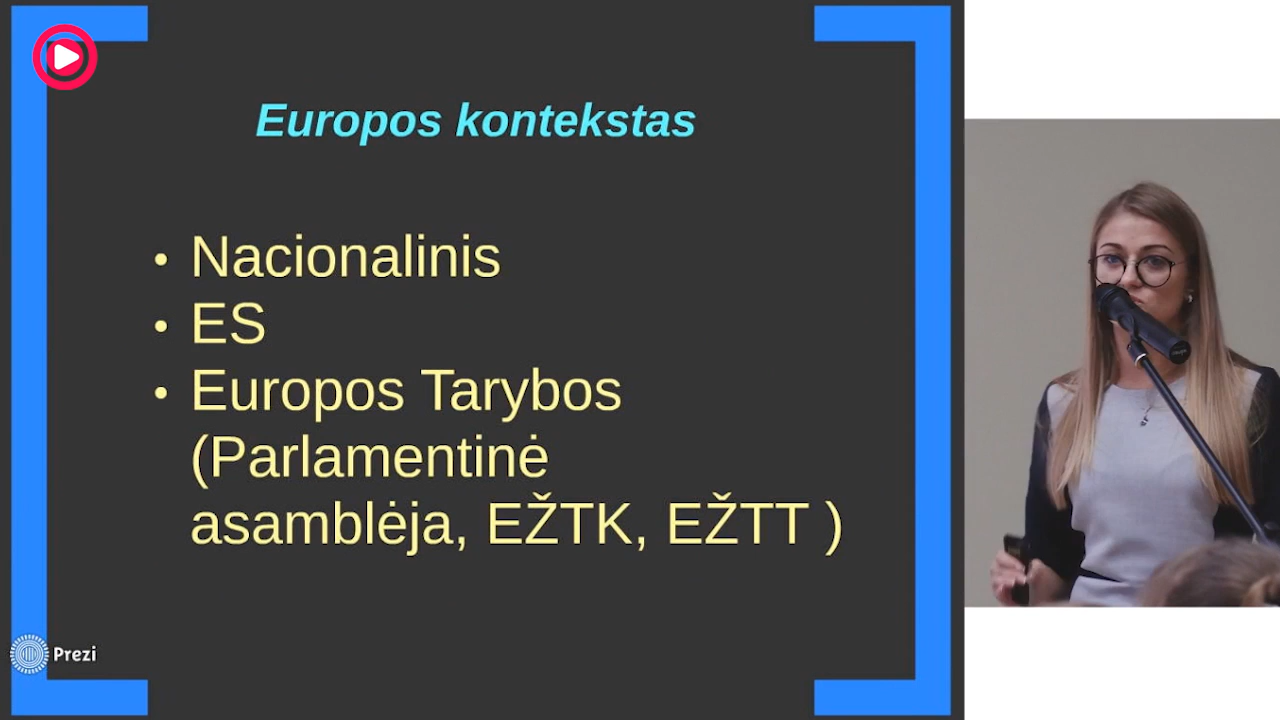 Europos kontekstas
• Nacionalinis
• ES
• Europos Tarybos
(Parlamentinė
asamblėja, EŽTK, EŽTT )
Prezi